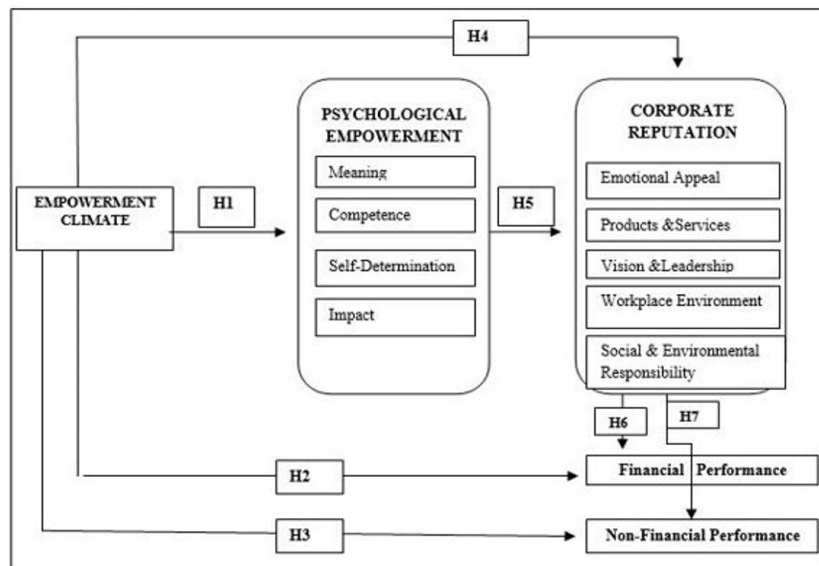 H4
PSYCHOLOGICAL
EMPOWERMENT
Meaning
Competence
Self-Determination
Impact
CORPORATE
REPUTATION
Emotional Appeal
Products &Services
Vision &Leadership
Workplace Environment
Social & Environmental
Responsibility
EMPOWERMENT
CLIMATE
H1
H5
H6
H7
H2
Financial Performance
H3
Non-Financial Performance